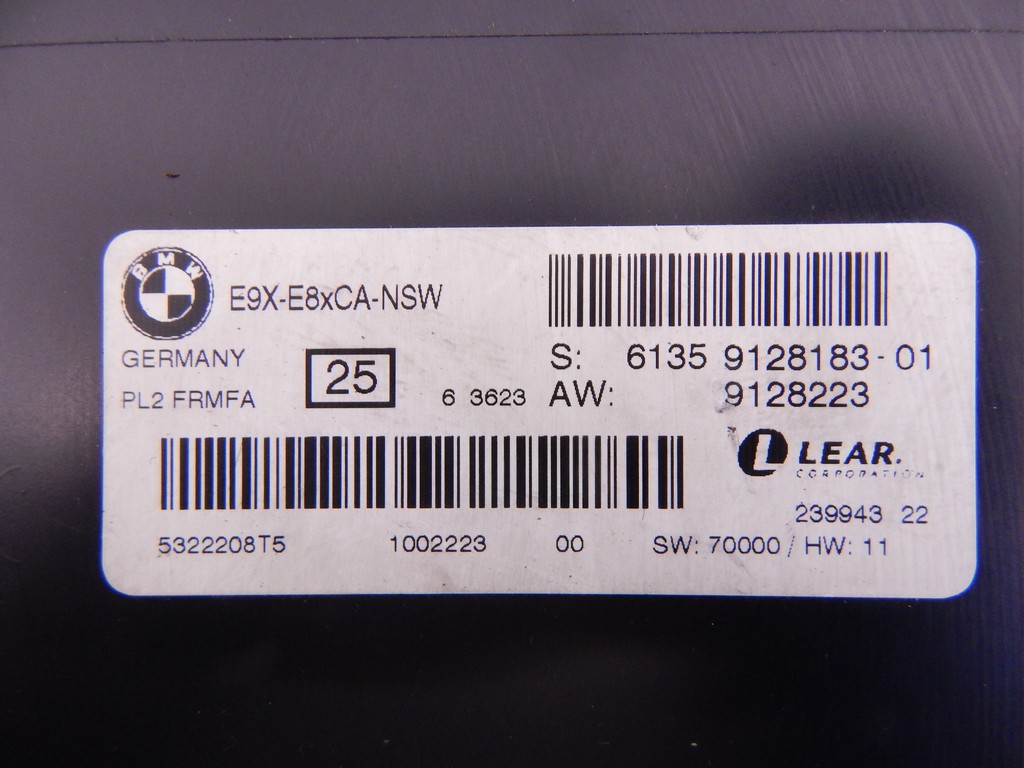 BMW
E9X-E8xCA-NSW
GERMANY
PL2 FRMFA
25
6 3623
S: 6135 9128183-01
AW: 9128223
L LEAR.
CORPORATION
239943 22
5322208T5 1002223 00 SW: 70000 / HW: 11